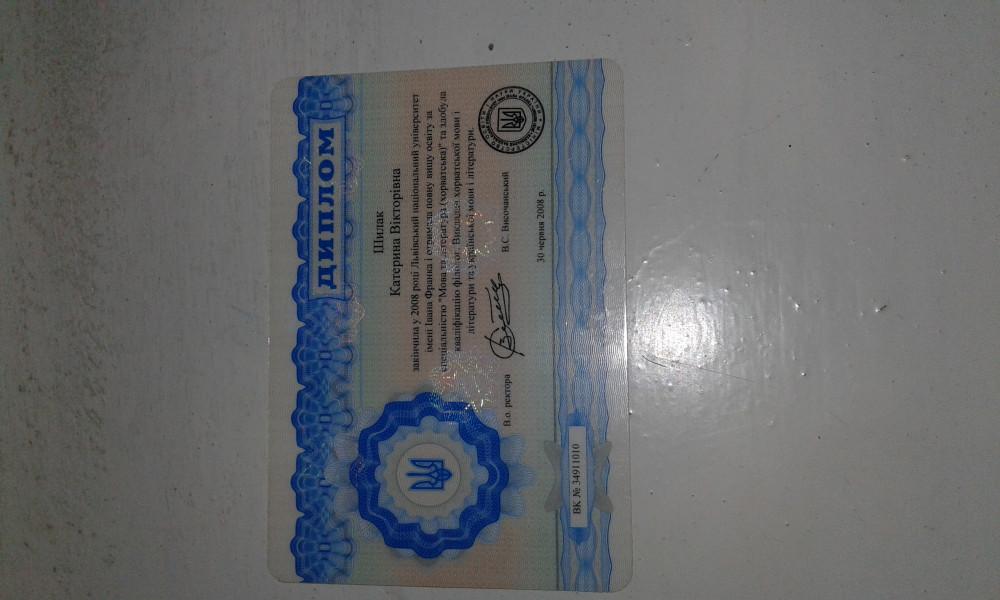 ДИПЛОМ
Шилак
Катерина Вікторівна
закінчила у 2008 році Львівський національний університет
імені Івана Франка і отримала повну вищу освіту за
спеціальністю "Мова та література (хорватська)" та здобула
кваліфікацію філолог. Викладач хорватської мови і
літератури та української мови і літератури.
В.о. ректора В.С. Височанський
30 червня 2008 р.
ВК № 34911010